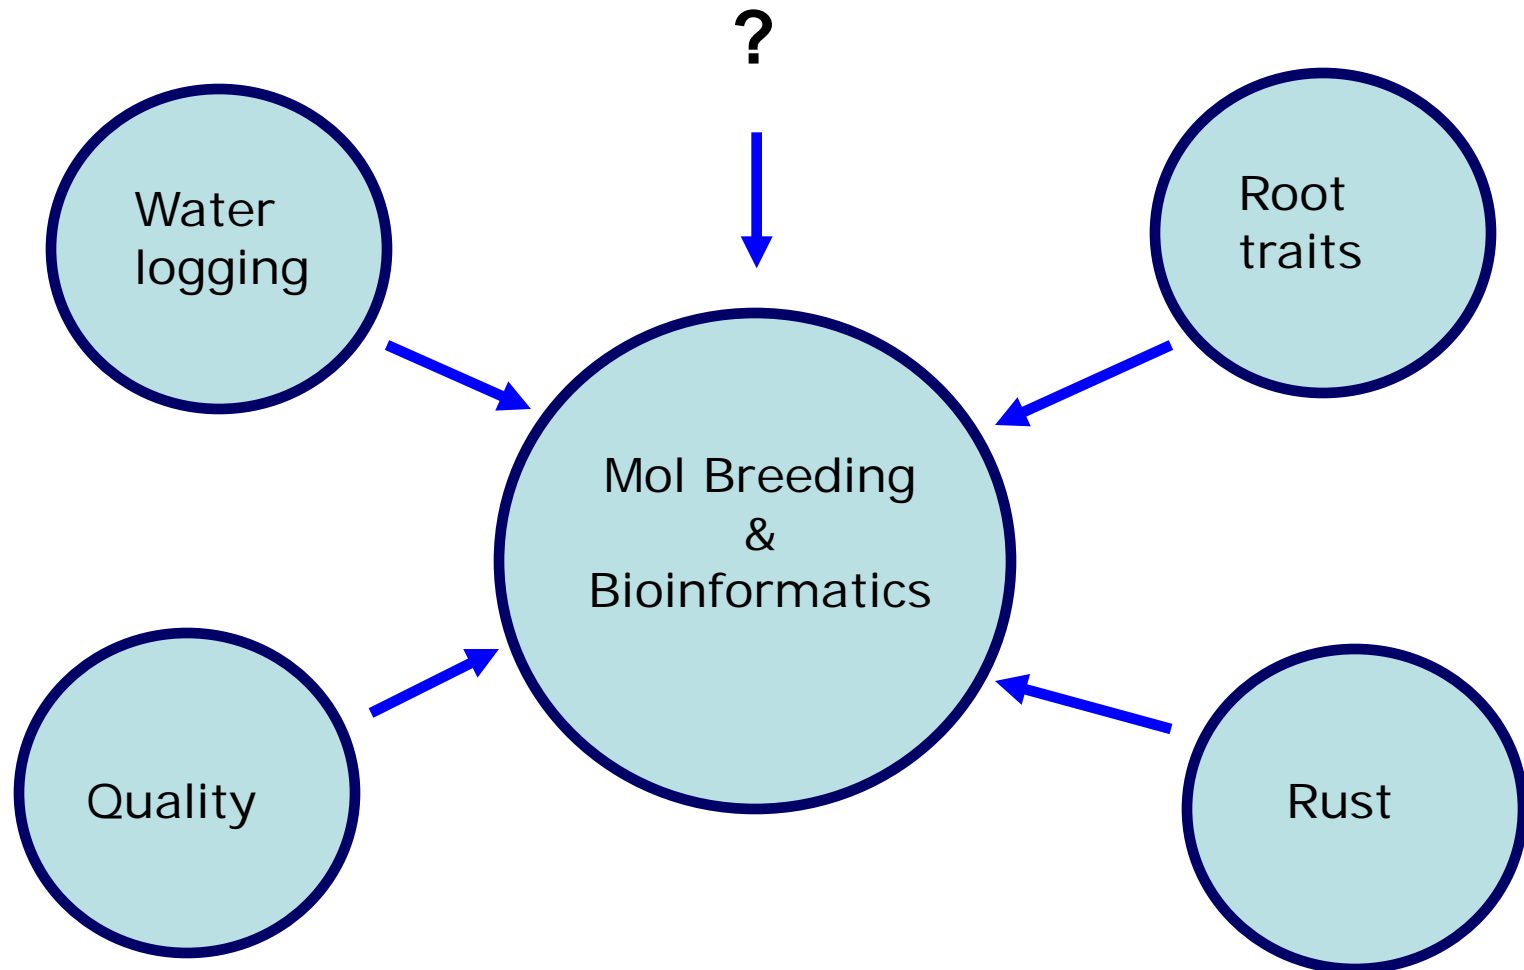 ?
Water
logging
Root
traits
Mol Breeding
&
Bioinformatics
Quality
Rust